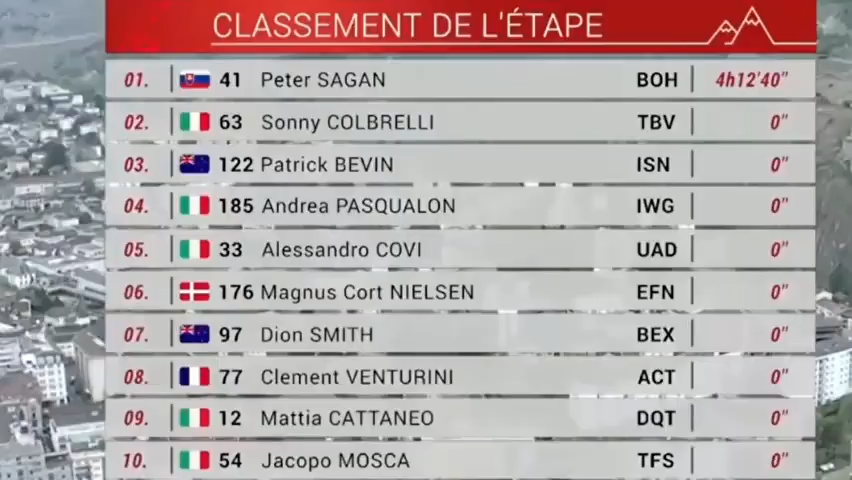 CLASSEMENT DE L'ÉTAPE
01. 41 Peter SAGAN BOH 4h12'40"
02. 63 Sonny COLBRELLI TBV 0"
03. 122 Patrick BEVIN ISN 0"
04. 185 Andrea PASQUALON IWG 0"
05. 33 Alessandro COVI UAD 0"
06. 176 Magnus Cort NIELSEN EFN 0"
07. 97 Dion SMITH BEX 0"
08. 77 Clement VENTURINI ACT 0"
09. 12 Mattia CATTANEO DQT 0"
10. 54 Jacopo MOSCA TFS 0"